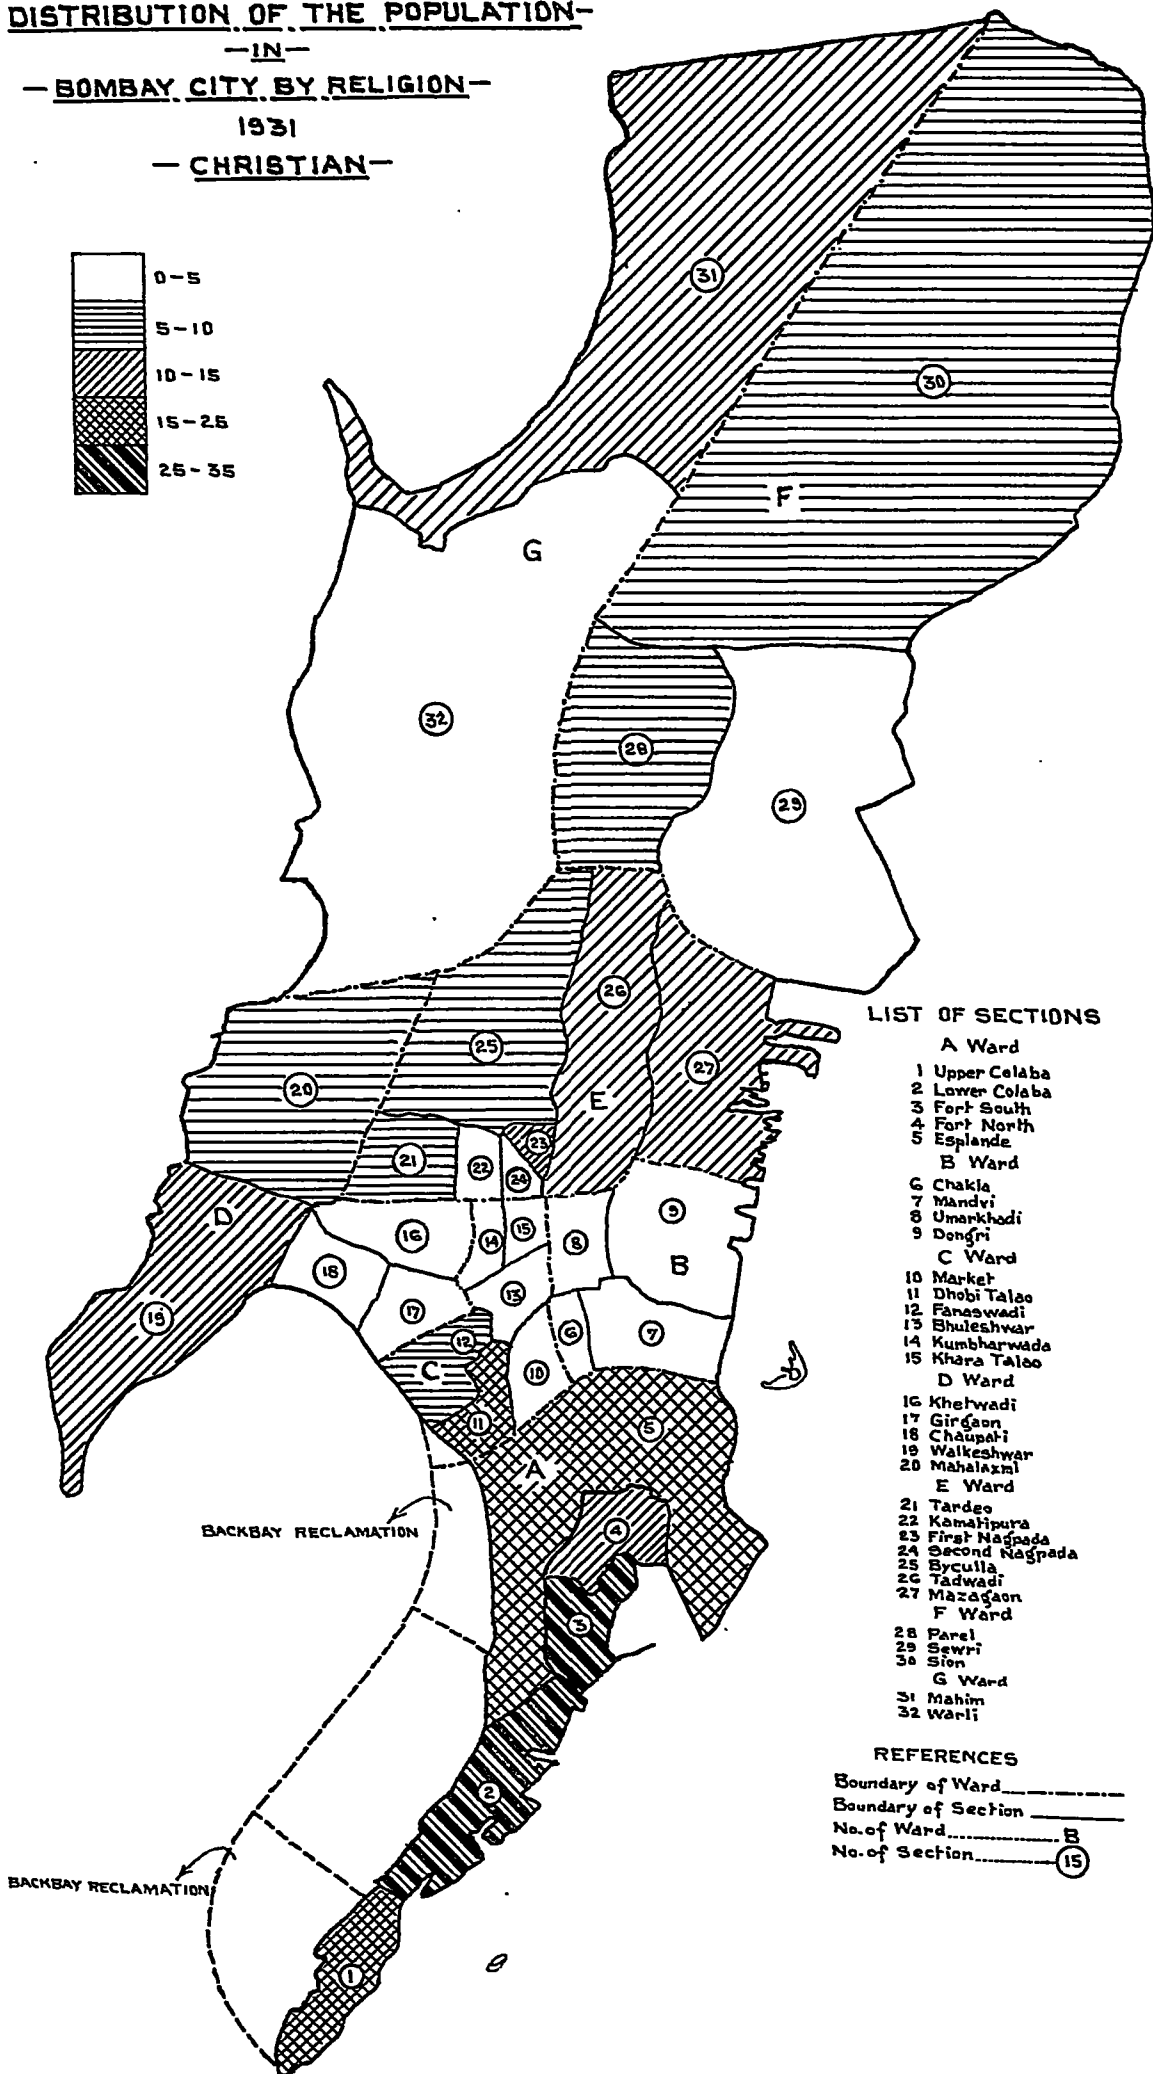 DISTRIBUTION OF THE POPULATION-
-IN-
-BOMBAY CITY BY RELIGION-
1931
-CHRISTIAN-
0-5
5-10
10-15
15-25
25-35
31
30
F
G
32
28
29
26
25
27
20
E
23
21
22
24
D
9
16
15
14
8
B
18
13
17
19
12
6
7
C
10
11
5
A
4
BACKBAY RECLAMATION
3
2
BACKBAY RECLAMATION
1
LIST OF SECTIONS
A Ward
1 Upper Colaba
2 Lower Colaba
3 Fort South
4 Fort North
5 Esplande
B Ward
6 Chakla
7 Mandvi
8 Umarkhadi
9 Dongri
C Ward
10 Market
11 Dhobi Talao
12 Fanaswadi
13 Bhuleshwar
14 Kumbharwada
15 Khara Talao
D Ward
16 Khetwadi
17 Girgaon
18 Chaupati
19 Walkeshwar
20 Mahalaxmi
E Ward
21 Tardeo
22 Kamatipura
23 First Nagpada
24 Second Nagpada
25 Byculla
26 Tadwadi
27 Mazagaon
F Ward
28 Parel
29 Sewri
30 Sion
G Ward
31 Mahim
32 Warli
REFERENCES
Boundary of Ward
Boundary of Section
No. of Ward B
No. of Section 15